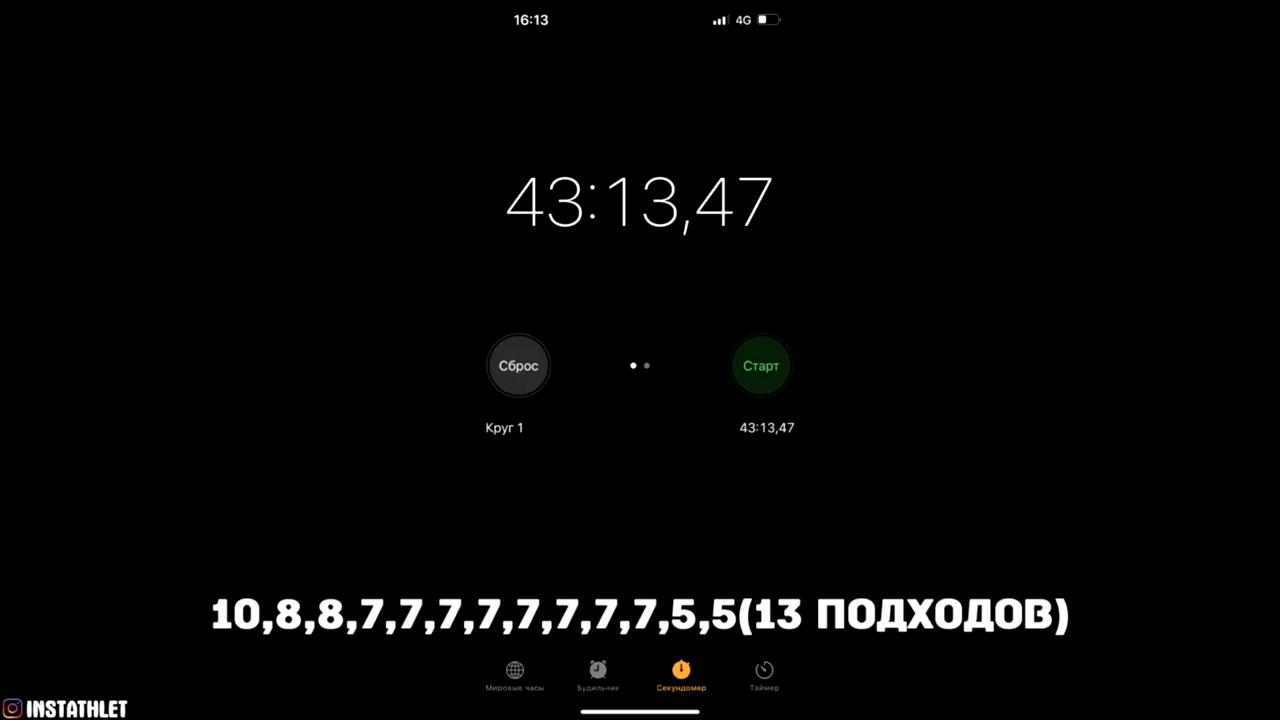 16:13
4G
43:13,47
Сброс
Старт
Круг 1
43:13,47
10,8,8,7,7,7,7,7,7,7,7,5,5(13 ПОДХОДОВ)
Мировые часы
Будильник
Секундомер
Таймер
INSTATHLET